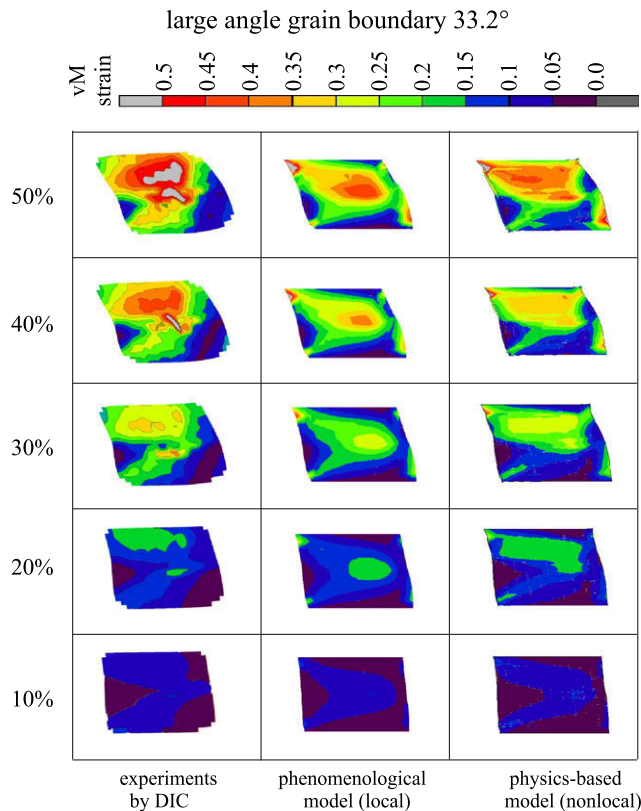 large angle grain boundary 33.2°
vM
strain
0.5
0.45
0.4
0.35
0.3
0.25
0.2
0.15
0.1
0.05
0.0
50%
40%
30%
20%
10%
experiments
by DIC
phenomenological
model (local)
physics-based
model (nonlocal)